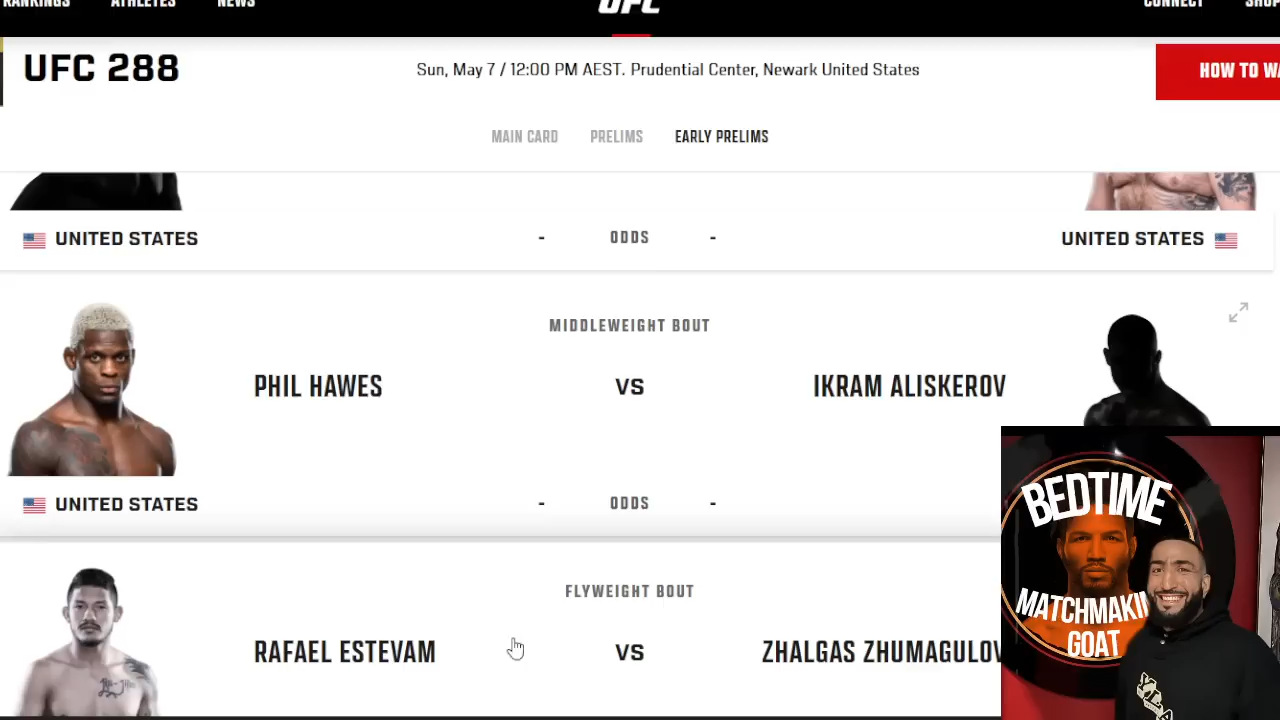 RANKINGS ATHLETES NEWS UFC CONNECT SHOP
UFC 288
Sun, May 7 / 12:00 PM AEST. Prudential Center, Newark United States
HOW TO WA
MAIN CARD PRELIMS EARLY PRELIMS
UNITED STATES - ODDS - UNITED STATES
MIDDLEWEIGHT BOUT
PHIL HAWES VS IKRAM ALISKEROV
UNITED STATES - ODDS -
FLYWEIGHT BOUT
RAFAEL ESTEVAM VS ZHALGAS ZHUMAGULOV
BEDTIME
MATCHMAKIN
GOAT